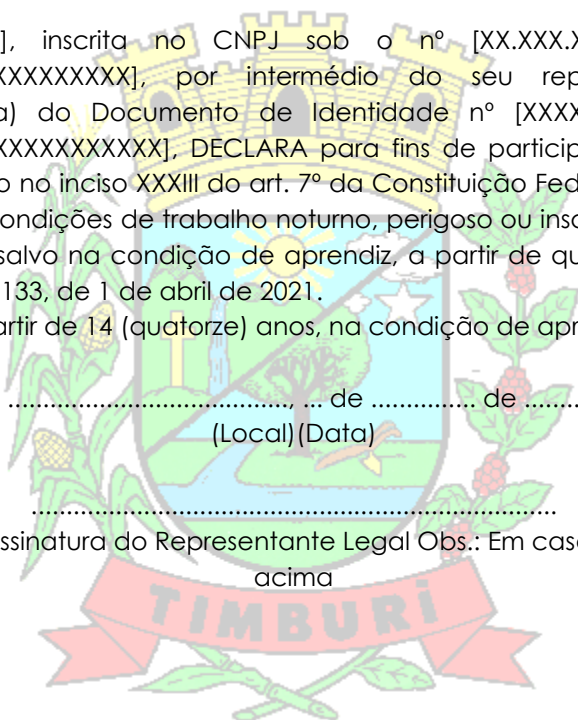 ], inscrita no CNPJ sob o nº [XX.XXX.X
XXXXXXXXX], por intermédio do seu rep
a) do Documento de Identidade nº [XXXX
XXXXXXXXXXX], DECLARA para fins de particip
o no inciso XXXIII do art. 7º da Constituição Fed
ondições de trabalho noturno, perigoso ou insa
salvo na condição de aprendiz, a partir de qu
133, de 1 de abril de 2021.
artir de 14 (quatorze) anos, na condição de apre
........................................, ... de ............... de ........
(Local)(Data)
...........................................................................
ssinatura do Representante Legal Obs.: Em caso
acima
TIMBURI